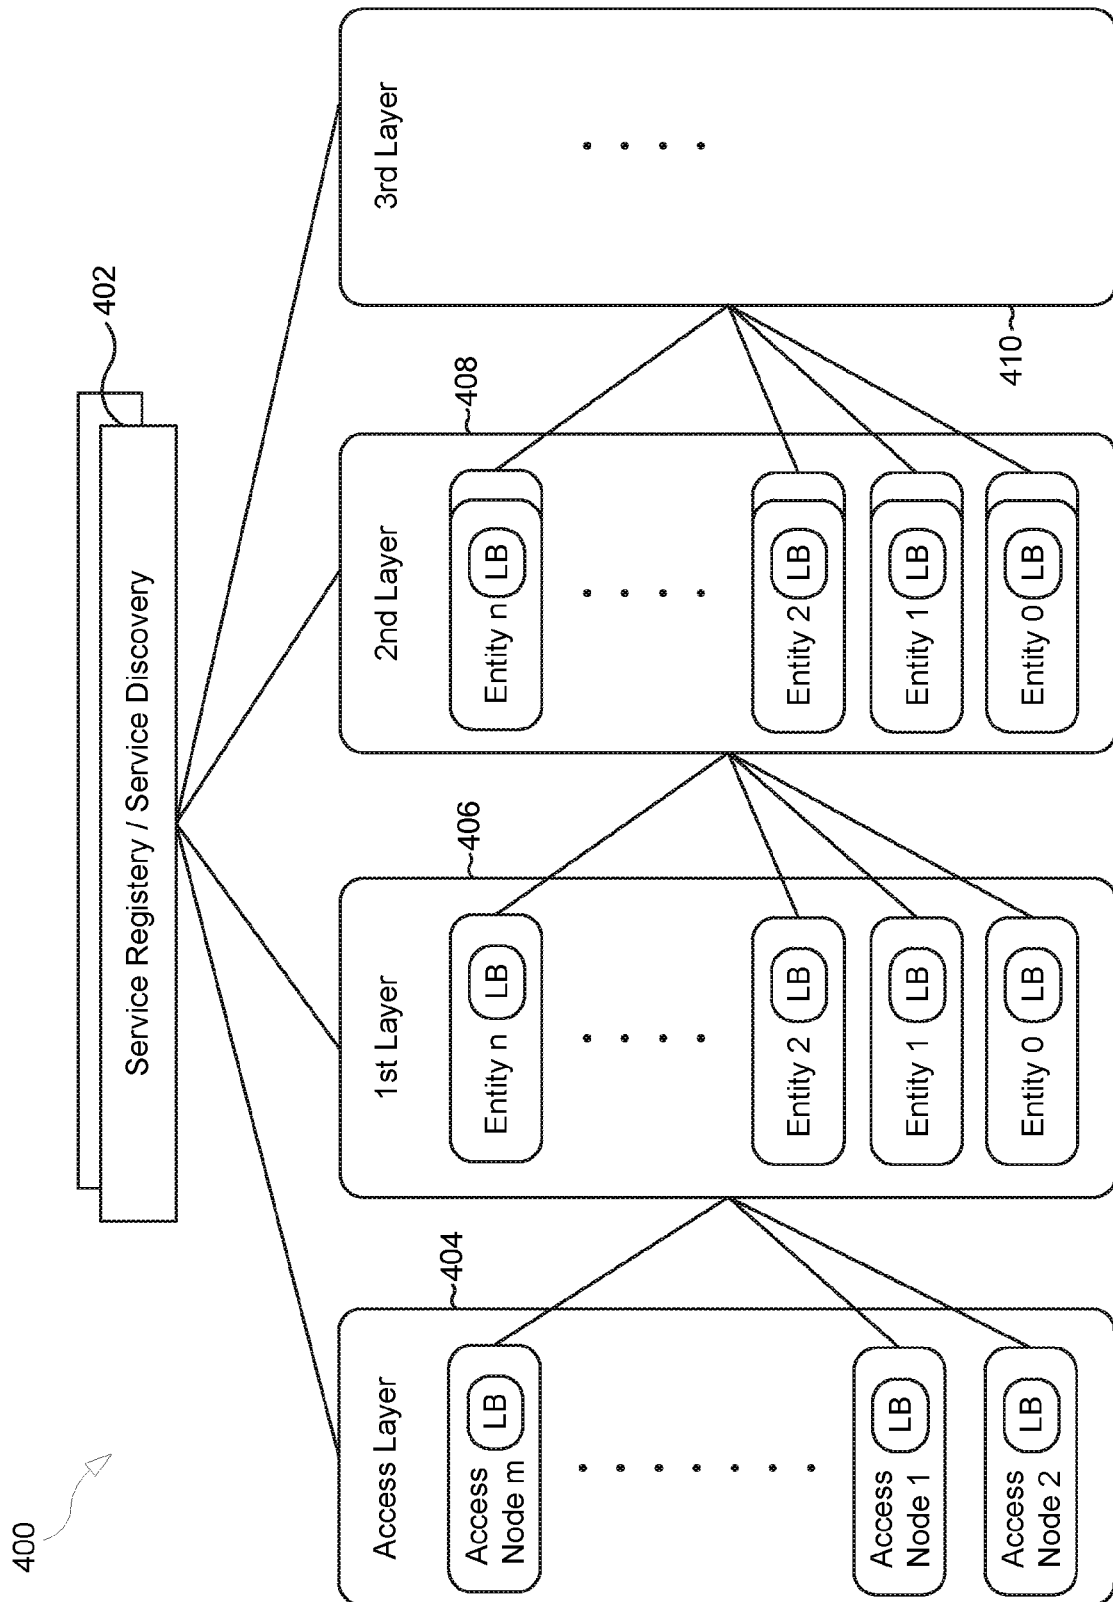 400
Service Registery / Service Discovery
402
Access Layer
404
Access
Node m
LB
Access
Node 1
LB
Access
Node 2
LB
1st Layer
406
Entity n
LB
Entity 2
LB
Entity 1
LB
Entity 0
LB
2nd Layer
408
Entity n
LB
Entity 2
LB
Entity 1
LB
Entity 0
LB
3rd Layer
410